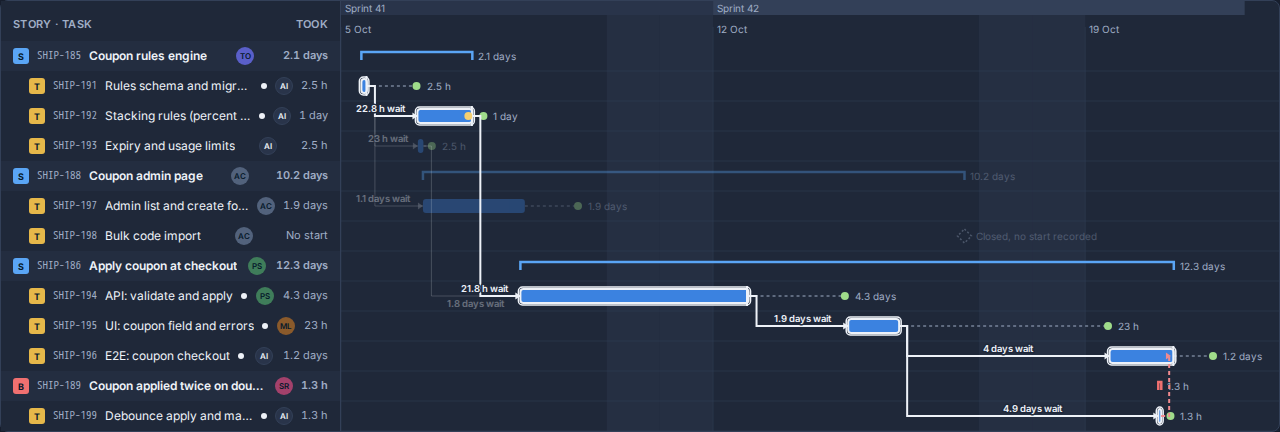 Sprint 41 Sprint 42
STORY · TASK TOOK 5 Oct 12 Oct 19 Oct
S SHIP-185 Coupon rules engine TO 2.1 days 2.1 days
T SHIP-191 Rules schema and migr... AI 2.5 h 2.5 h
22.8 h wait
T SHIP-192 Stacking rules (percent ... AI 1 day 1 day
23 h wait
T SHIP-193 Expiry and usage limits AI 2.5 h 2.5 h
S SHIP-188 Coupon admin page AC 10.2 days 10.2 days
1.1 days wait
T SHIP-197 Admin list and create fo... AC 1.9 days 1.9 days
T SHIP-198 Bulk code import AC No start Closed, no start recorded
S SHIP-186 Apply coupon at checkout PS 12.3 days 12.3 days
21.8 h wait
T SHIP-194 API: validate and apply PS 4.3 days 4.3 days
1.8 days wait
1.9 days wait
T SHIP-195 UI: coupon field and errors ML 23 h 23 h
4 days wait
T SHIP-196 E2E: coupon checkout AI 1.2 days 1.2 days
B SHIP-189 Coupon applied twice on dou... SR 1.3 h 1.3 h
4.9 days wait
T SHIP-199 Debounce apply and ma... AI 1.3 h 1.3 h